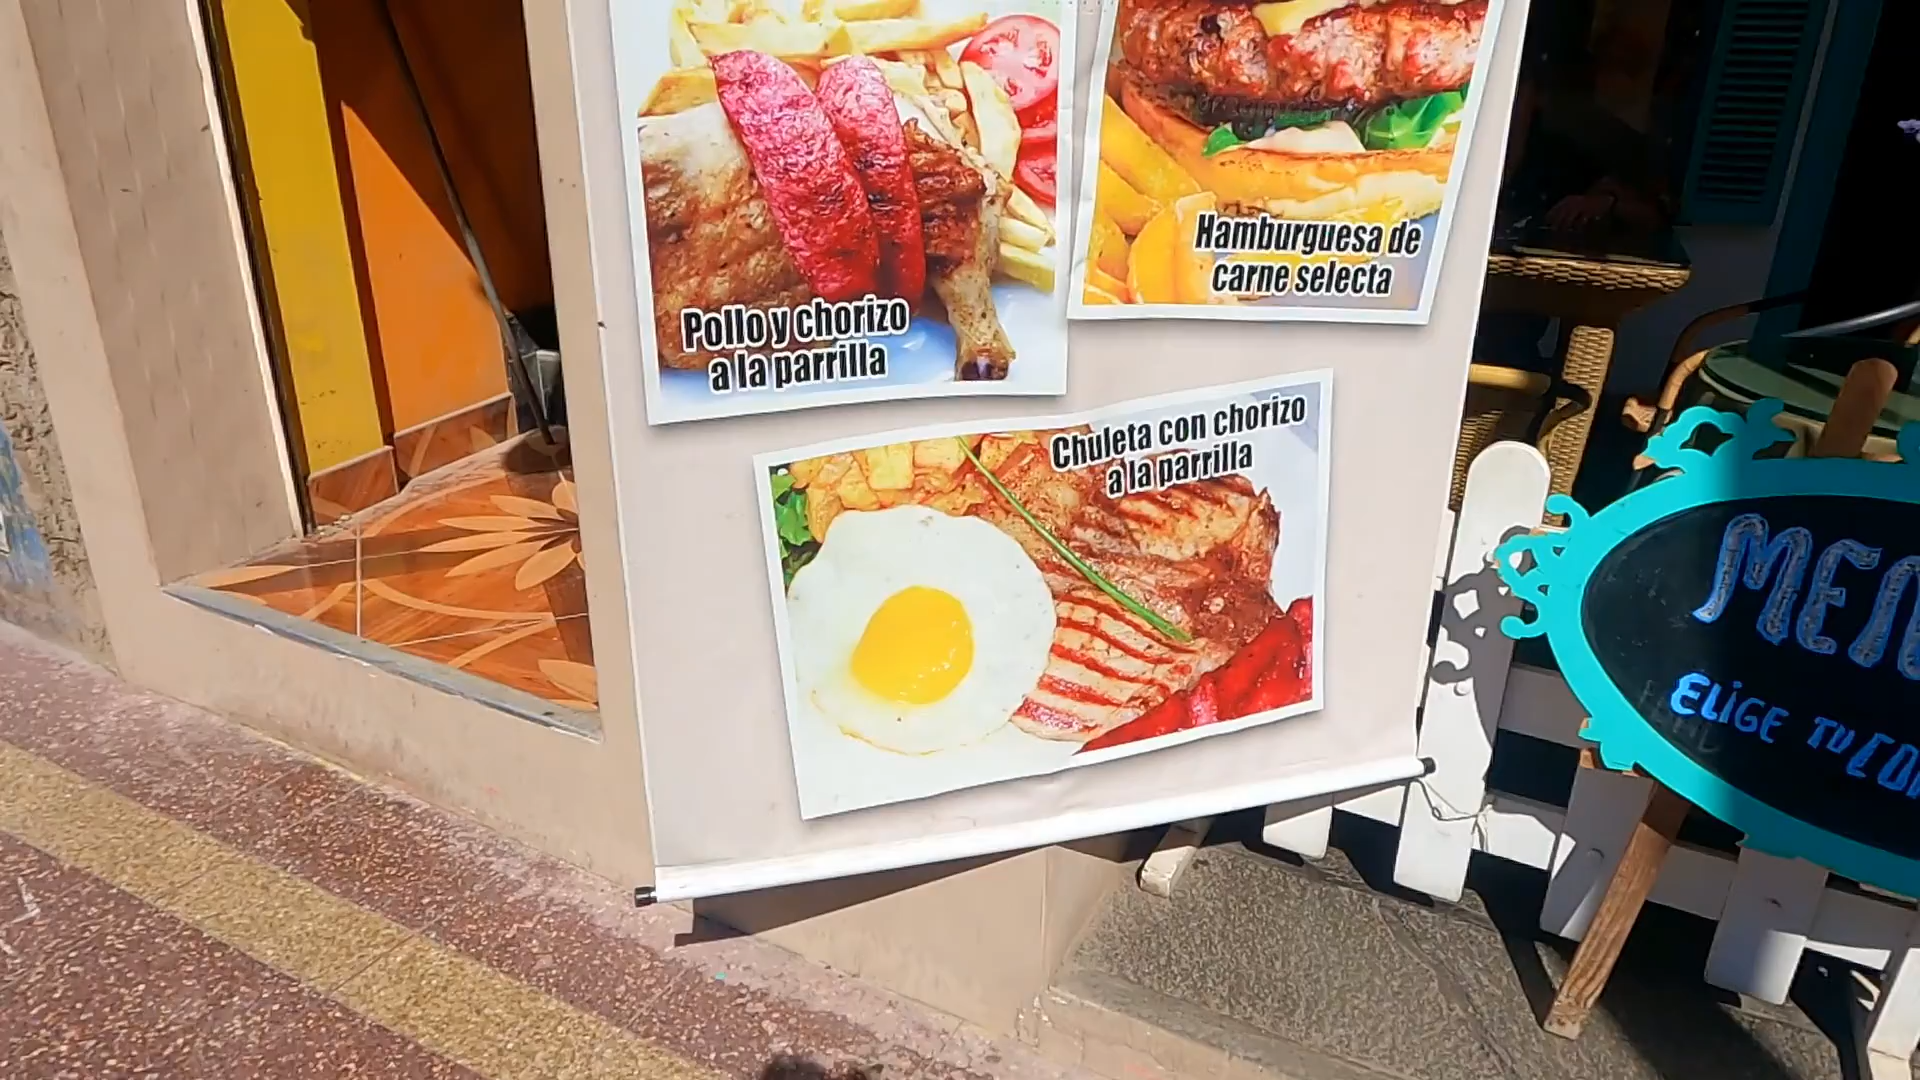 Pollo y chorizo
a la parrilla
Hamburguesa de
carne selecta
Chuleta con chorizo
a la parrilla
ELIGE TU